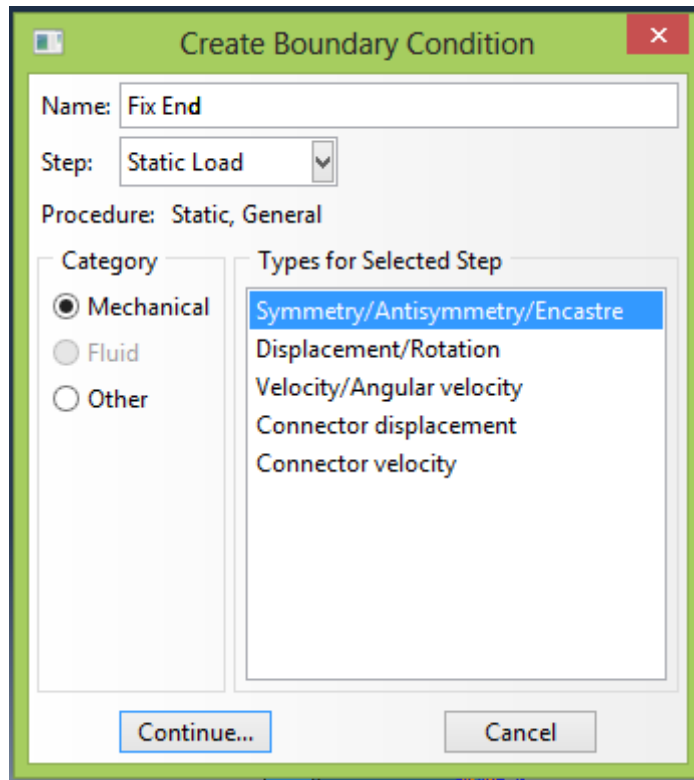 Create Boundary Condition
Name: Fix End
Step: Static Load
Procedure: Static, General
Category
Mechanical
Fluid
Other
Types for Selected Step
Symmetry/Antisymmetry/Encastre
Displacement/Rotation
Velocity/Angular velocity
Connector displacement
Connector velocity
Continue...
Cancel